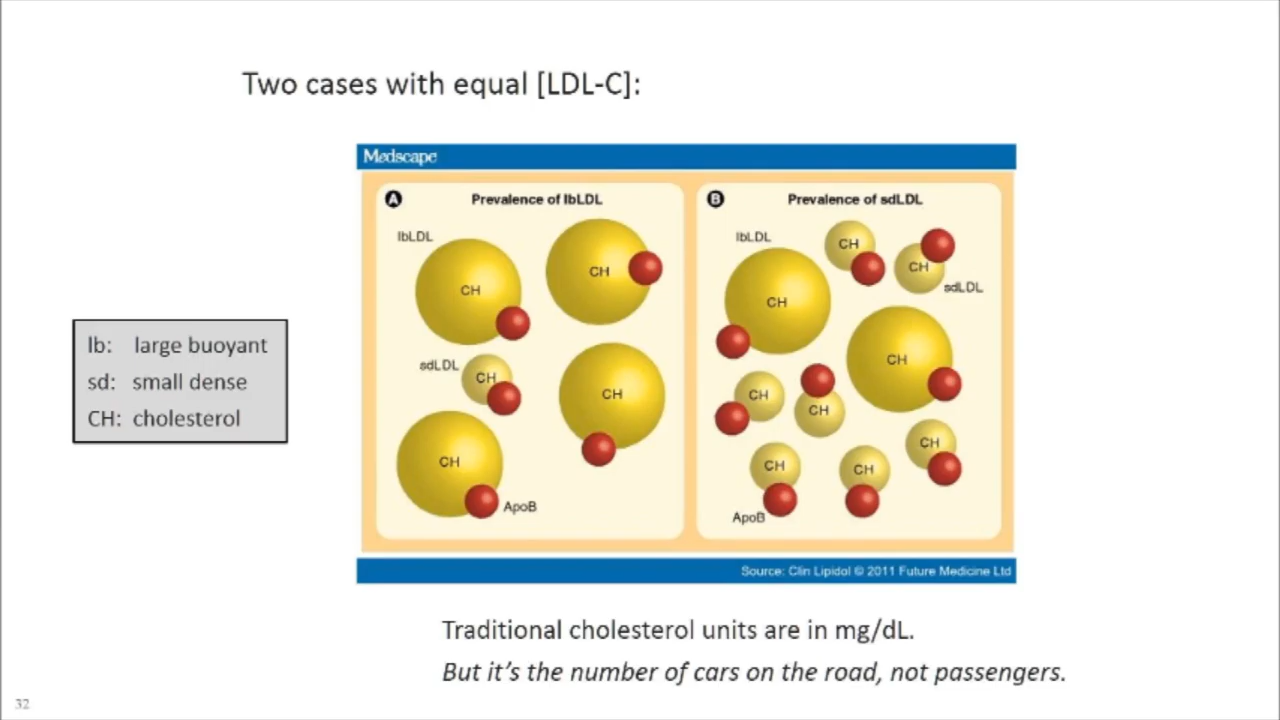 Two cases with equal [LDL-C]:
Medscape
A
Prevalence of lbLDL
lbLDL
CH
CH
sdLDL
CH
CH
CH
ApoB
B
Prevalence of sdLDL
lbLDL
CH
CH
CH
sdLDL
CH
CH
CH
CH
CH
CH
ApoB
Source: Clin Lipidol © 2011 Future Medicine Ltd
lb: large buoyant
sd: small dense
CH: cholesterol
Traditional cholesterol units are in mg/dL.
But it's the number of cars on the road, not passengers.
32